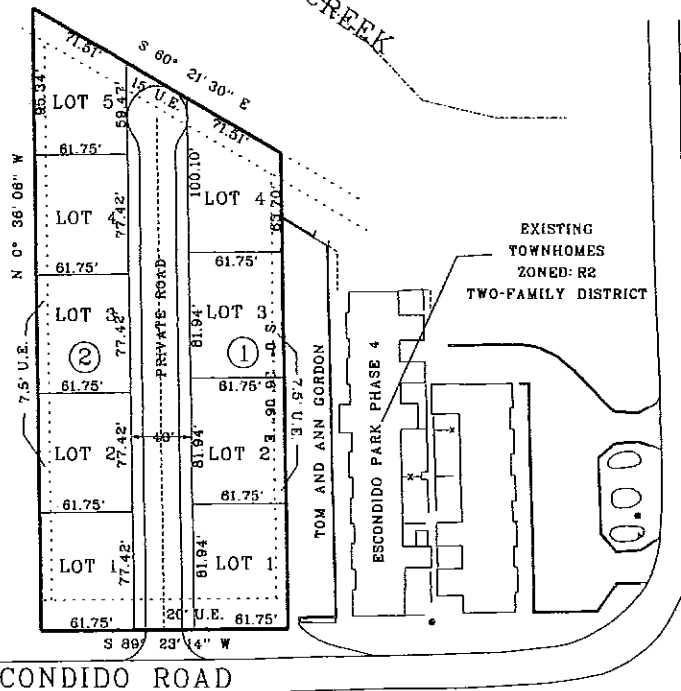 CREEK
71.51'
S 60° 21' 30" E
15' U.E.
71.51'
95.34'
LOT 5
59.47'
61.75'
100.10'
LOT 4
63.70'
N 0° 36' 06" W
LOT 4
77.42'
61.75'
61.75'
EXISTING
TOWNHOMES
ZONED: R2
TWO-FAMILY DISTRICT
PRIVATE ROAD
LOT 3
77.42'
81.94'
LOT 3
2
1
7.5' U.E.
61.75'
61.75'
7.5' U.E.
TOM AND ANN GORDON
ESCONDIDO PARK PHASE 4
40'
LOT 2
77.42'
81.94'
LOT 2
61.75'
61.75'
LOT 1
77.42'
81.94'
LOT 1
61.75'
20' U.E.
61.75'
S 89° 23' 14" W
CONDIDO ROAD